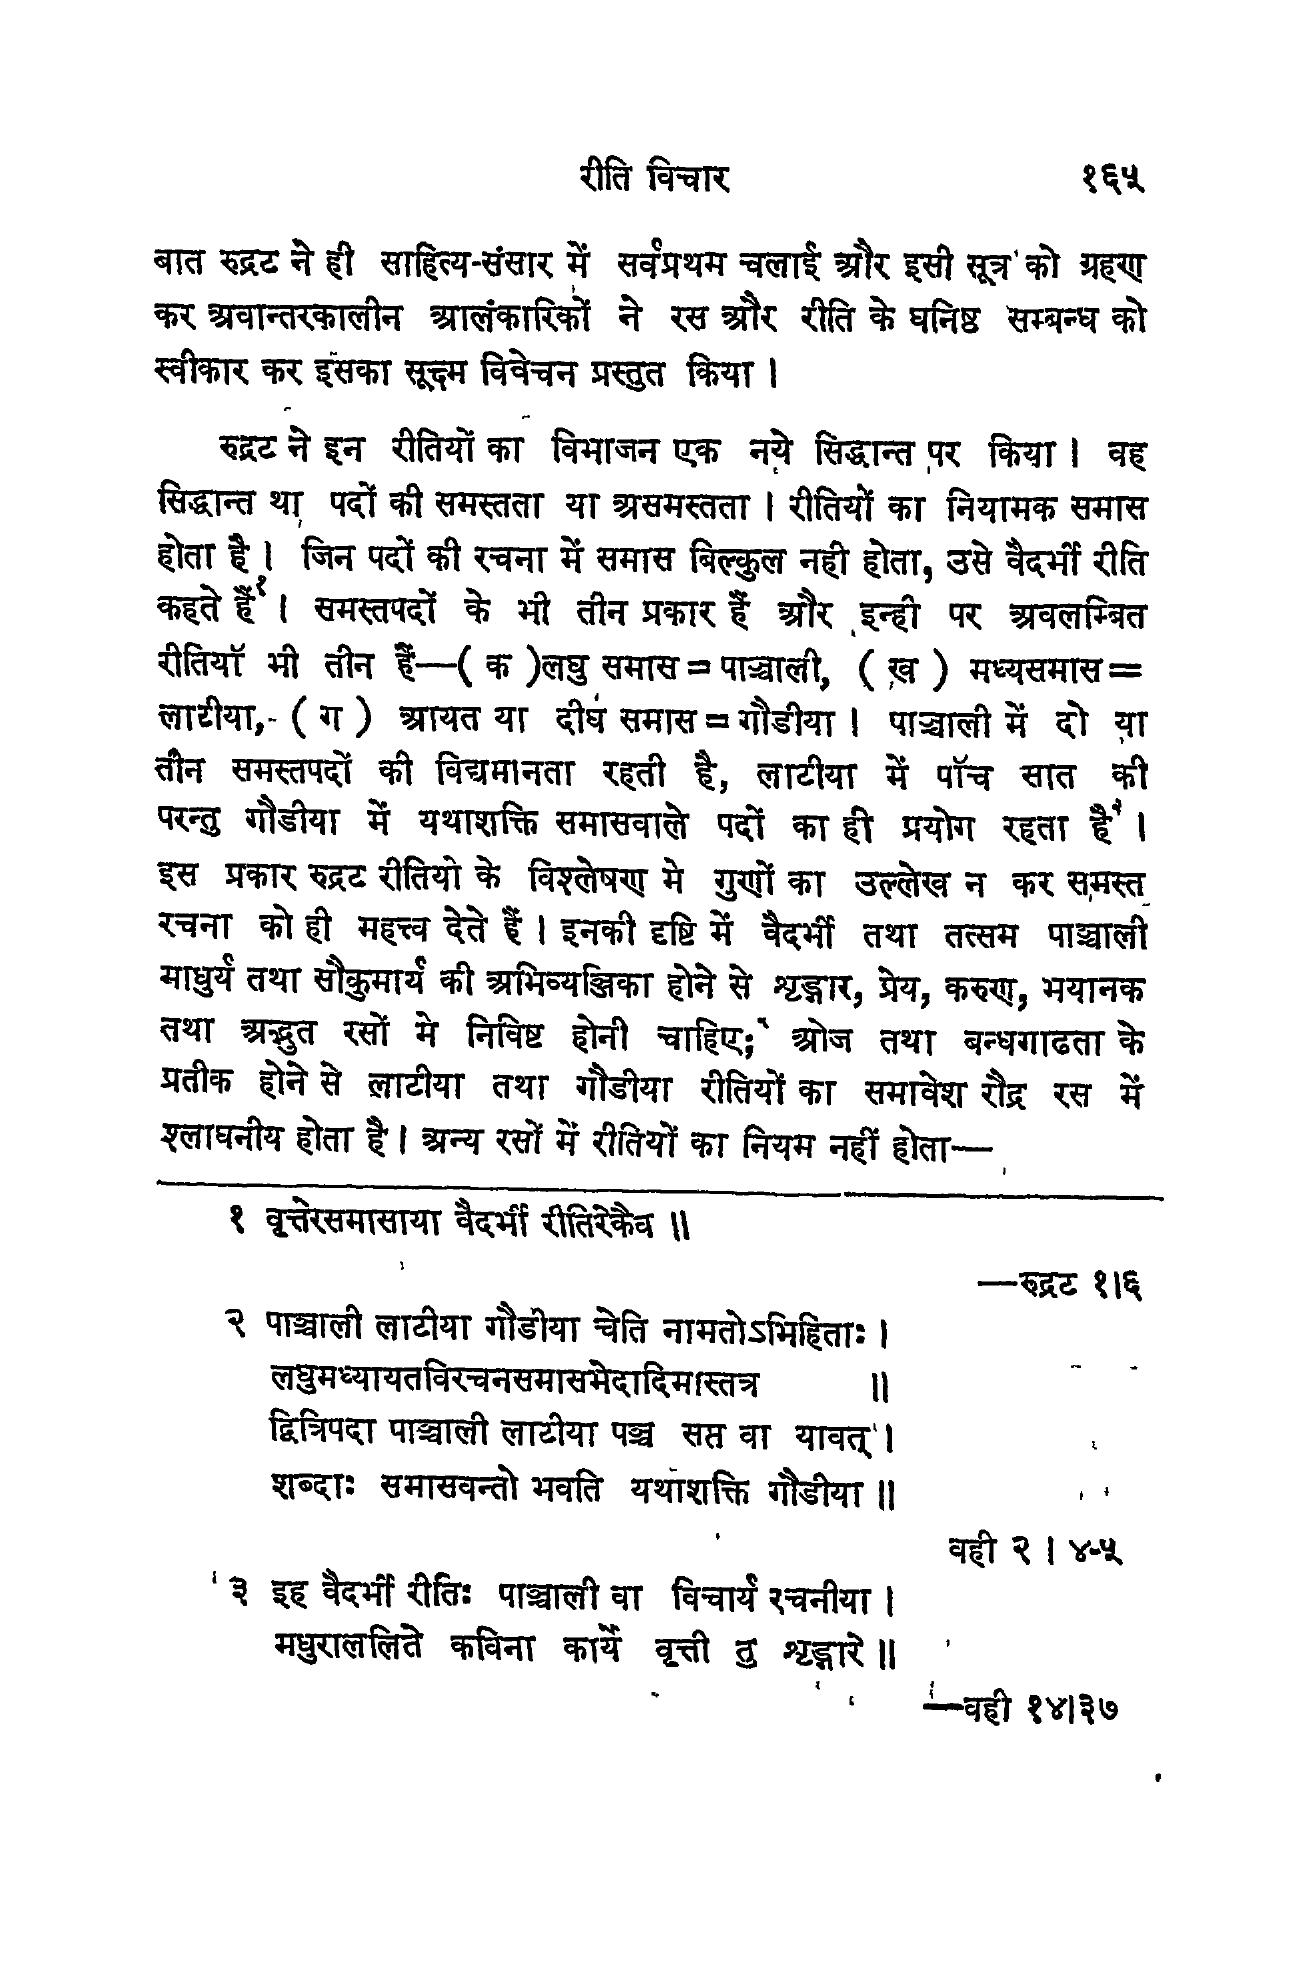 रीति विचार १६५
बात रुद्रट ने ही साहित्य-संसार में सर्वप्रथम चलाई और इसी सूत्र को ग्रहण
कर अवान्तरकालीन आलंकारिकों ने रस और रीति के घनिष्ठ सम्बन्ध को
स्वीकार कर इसका सूक्ष्म विवेचन प्रस्तुत किया ।
रुद्रट ने इन रीतियों का विभाजन एक नये सिद्धान्त पर किया । वह
सिद्धान्त था पदों की समस्तता या असमस्तता । रीतियों का नियामक समास
होता है । जिन पदों की रचना में समास बिल्कुल नही होता, उसे वैदर्भी रीति
कहते हैं१ । समस्तपदों के भी तीन प्रकार हैं और इन्ही पर अवलम्बित
रीतियॉ भी तीन हैं—( क )लघु समास = पाञ्चाली, ( ख ) मध्यसमास =
लाटीया, ( ग ) आयत या दीर्घ समास = गौडीया । पाञ्चाली में दो या
तीन समस्तपदों की विद्यमानता रहती है, लाटीया में पॉच सात की
परन्तु गौडीया में यथाशक्ति समासवाले पदों का ही प्रयोग रहता है२ ।
इस प्रकार रुद्रट रीतियो के विश्लेषण मे गुणों का उल्लेख न कर समस्त
रचना को ही महत्त्व देते हैं । इनकी दृष्टि में वैदर्भी तथा तत्सम पाञ्चाली
माधुर्य तथा सौकुमार्य की अभिव्यञ्जिका होने से शृङ्गार, प्रेय, करुण, भयानक
तथा अद्भुत रसों मे निविष्ट होनी चाहिए;३ ओज तथा बन्धगाढता के
प्रतीक होने से लाटीया तथा गौडीया रीतियों का समावेश रौद्र रस में
श्लाघनीय होता है । अन्य रसों में रीतियों का नियम नहीं होता—
१ वृत्तेरसमासाया वैदर्भी रीतिरेकैव ॥
—रुद्रट १।६
२ पाञ्चाली लाटीया गौडीया चेति नामतोऽभिहिताः ।
लघुमध्यायतविरचनसमासभेदादिमास्तत्र ॥
द्वित्रिपदा पाञ्चाली लाटीया पञ्च सप्त वा यावत् ।
शब्दाः समासवन्तो भवति यथाशक्ति गौडीया ॥
वही २ । ४-५
३ इह वैदर्भी रीतिः पाञ्चाली वा विचार्य रचनीया ।
मधुराललिते कविना कार्ये वृत्ती तु शृङ्गारे ॥
—वही १४।३७